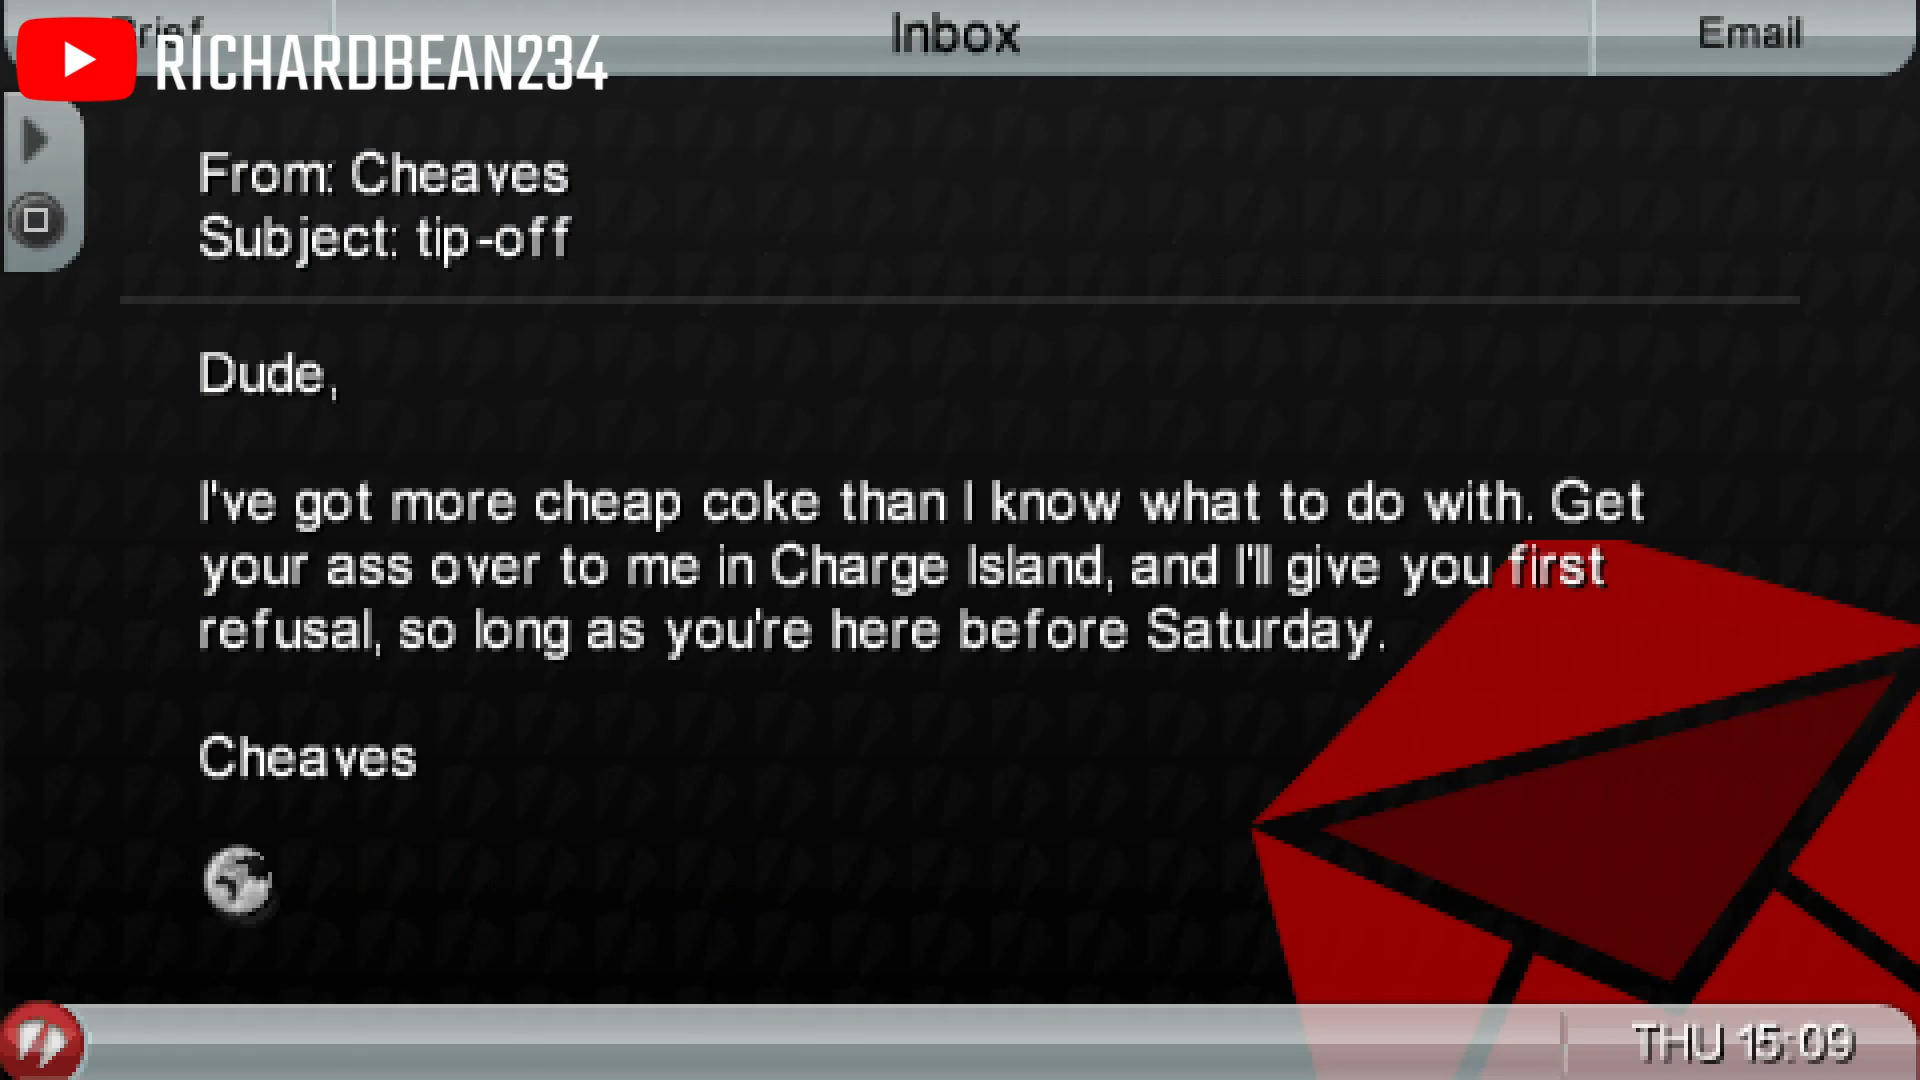 Brief
Inbox
Email
RICHARDBEAN234
From: Cheaves
Subject: tip-off
Dude,
I've got more cheap coke than I know what to do with. Get
your ass over to me in Charge Island, and I'll give you first
refusal, so long as you're here before Saturday.
Cheaves
THU 15:09